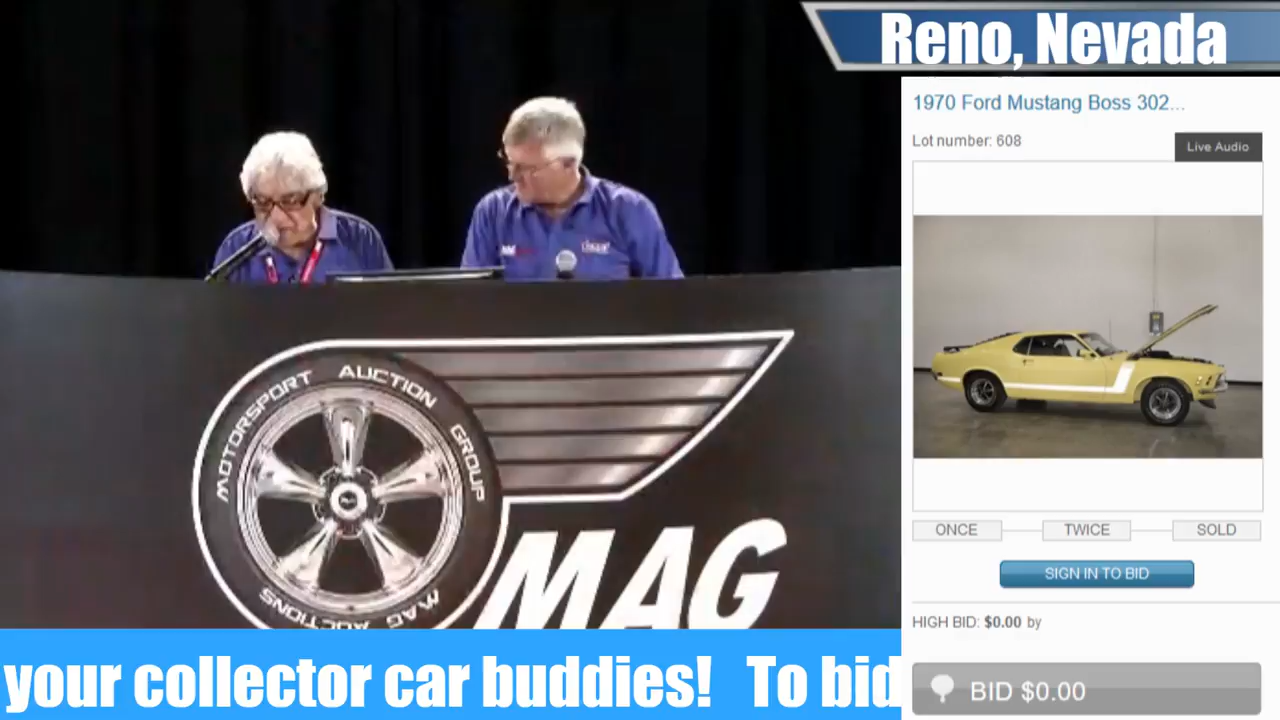 Reno, Nevada
1970 Ford Mustang Boss 302...
Lot number: 608
Live Audio
MOTORSPORT AUCTION GROUP
MAG AUCTIONS
MAG
ONCE
TWICE
SOLD
SIGN IN TO BID
HIGH BID: $0.00 by
BID $0.00
your collector car buddies! To bid